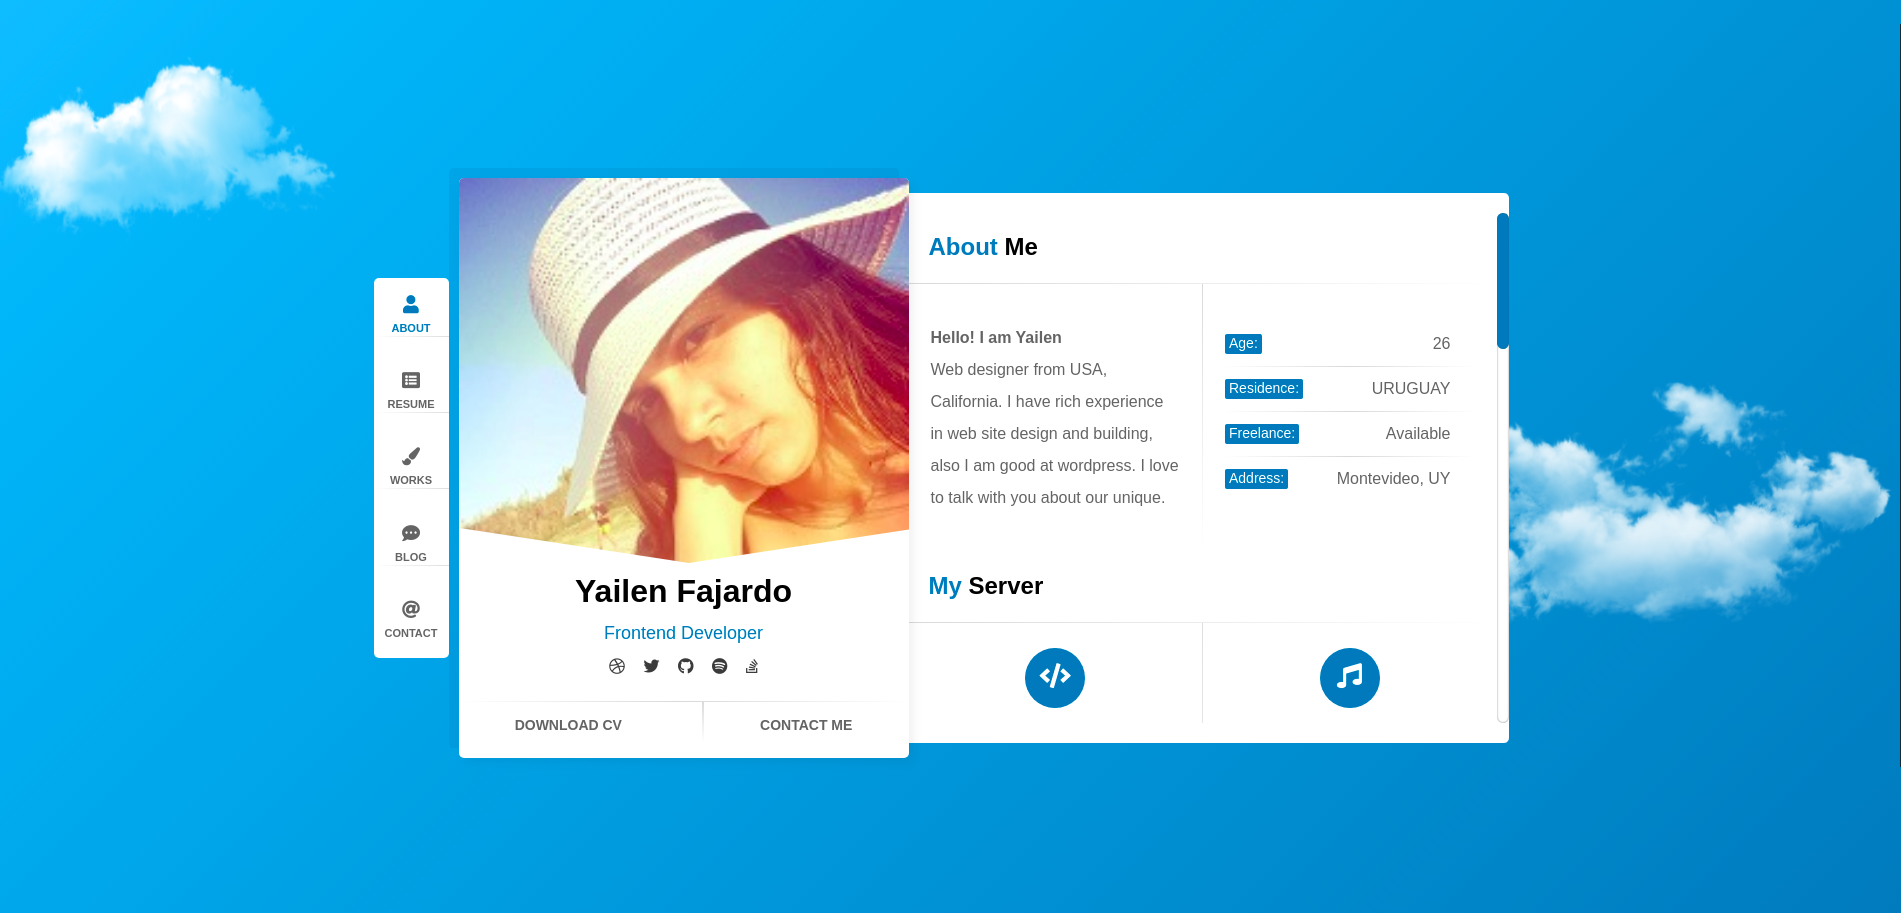 ABOUT
RESUME
WORKS
BLOG
CONTACT
Yailen Fajardo
Frontend Developer
DOWNLOAD CV
CONTACT ME
About Me
Hello! I am Yailen
Web designer from USA,
California. I have rich experience
in web site design and building,
also I am good at wordpress. I love
to talk with you about our unique.
Age: 26
Residence: URUGUAY
Freelance: Available
Address: Montevideo, UY
My Server